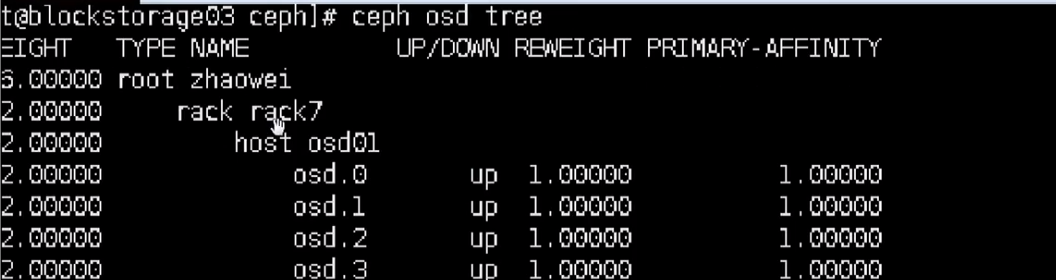 t@blockstorage03 ceph]# ceph osd tree
EIGHT TYPE NAME UP/DOWN REWEIGHT PRIMARY-AFFINITY
6.00000 root zhaowei
2.00000 rack rack7
2.00000 host osd01
2.00000 osd.0 up 1.00000 1.00000
2.00000 osd.1 up 1.00000 1.00000
2.00000 osd.2 up 1.00000 1.00000
2.00000 osd.3 up 1.00000 1.00000